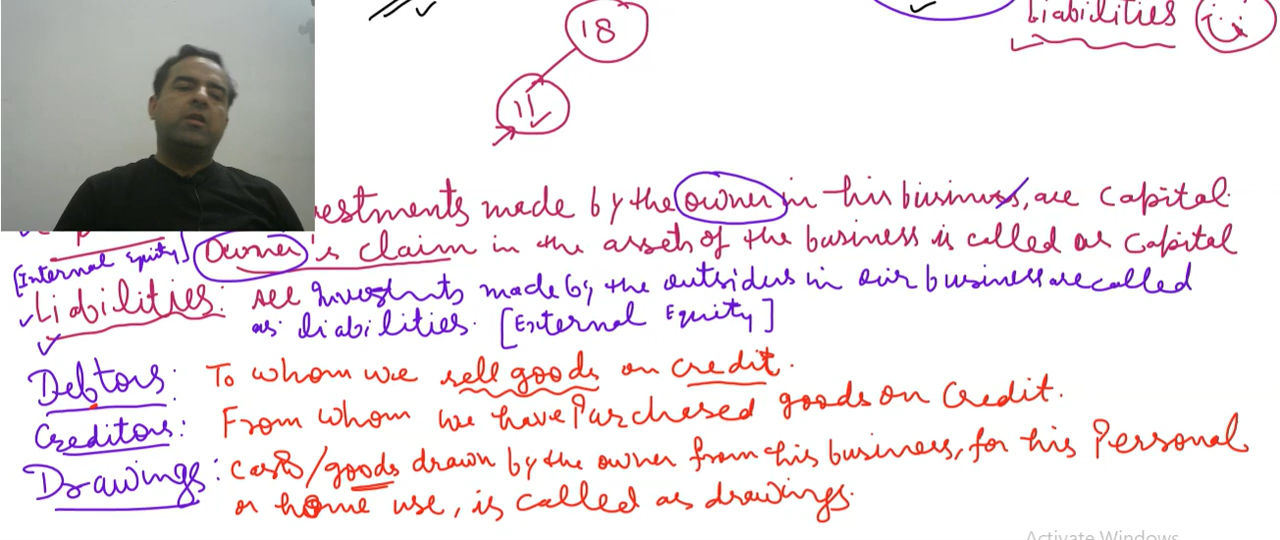 Liabilities
18
11
estments made by the owner in his business, are Capital.
[Internal Equity] Owner's claim in the assets of the business is called as Capital
Liabilities: All Investments made by the outsiders in our business are called
as liabilities. [External Equity]
Debtors: To whom we sell goods on credit.
Creditors: From whom we have Purchased goods on Credit.
Drawings: Cash/goods drawn by the owner from his business, for his Personal
or home use, is called as drawings.
Activate Windows